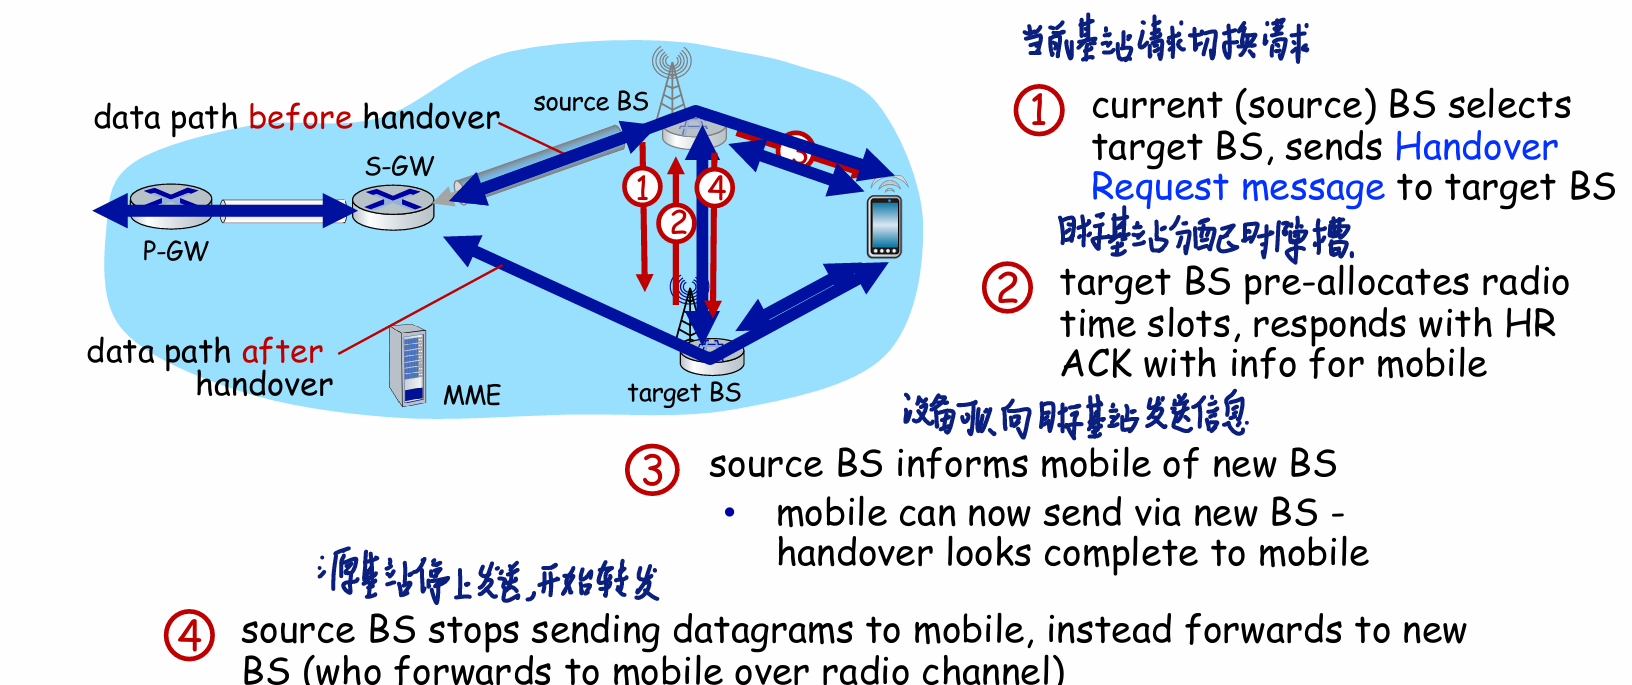 当前基站请求切换请求
source BS
data path before handover
S-GW
P-GW
1
2
3
4
data path after
handover
MME
target BS
1 current (source) BS selects
target BS, sends Handover
Request message to target BS
目标基站分配时隙槽
2 target BS pre-allocates radio
time slots, responds with HR
ACK with info for mobile
设备可以向目标基站发送信息
3 source BS informs mobile of new BS
• mobile can now send via new BS -
handover looks complete to mobile
源基站停止发送,开始转发
4 source BS stops sending datagrams to mobile, instead forwards to new
BS (who forwards to mobile over radio channel)